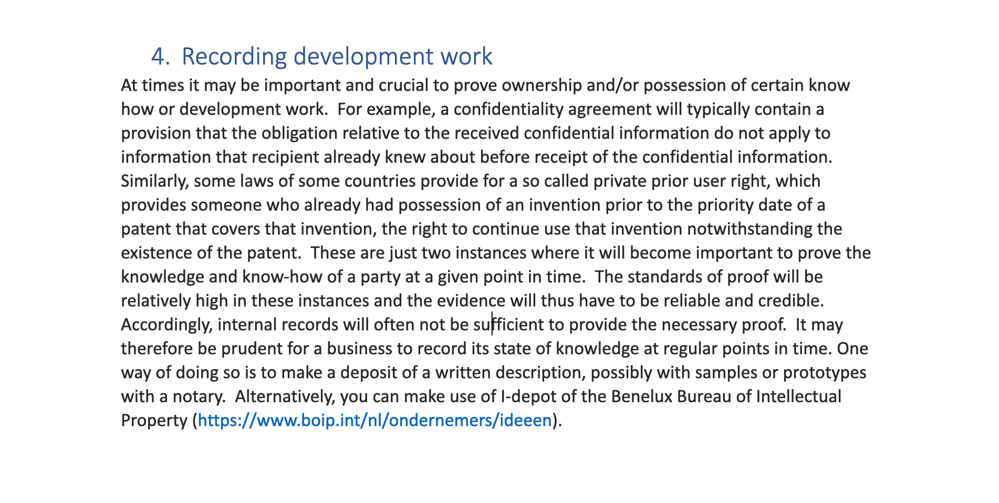 4. Recording development work
At times it may be important and crucial to prove ownership and/or possession of certain know
how or development work.  For example, a confidentiality agreement will typically contain a
provision that the obligation relative to the received confidential information do not apply to
information that recipient already knew about before receipt of the confidential information.
Similarly, some laws of some countries provide for a so called private prior user right, which
provides someone who already had possession of an invention prior to the priority date of a
patent that covers that invention, the right to continue use that invention notwithstanding the
existence of the patent.  These are just two instances where it will become important to prove the
knowledge and know-how of a party at a given point in time.  The standards of proof will be
relatively high in these instances and the evidence will thus have to be reliable and credible.
Accordingly, internal records will often not be sufficient to provide the necessary proof.  It may
therefore be prudent for a business to record its state of knowledge at regular points in time. One
way of doing so is to make a deposit of a written description, possibly with samples or prototypes
with a notary.  Alternatively, you can make use of I-depot of the Benelux Bureau of Intellectual
Property (https://www.boip.int/nl/ondernemers/ideeen).